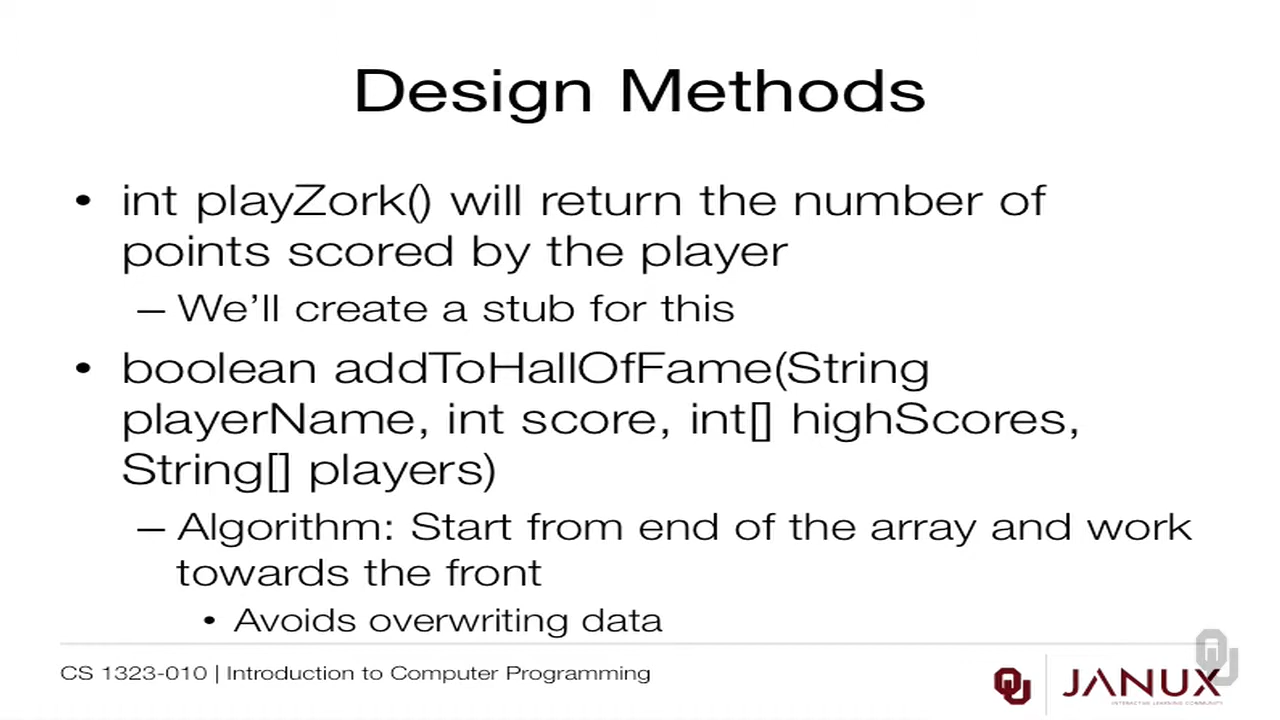 Design Methods
• int playZork() will return the number of
points scored by the player
– We'll create a stub for this
• boolean addToHallOfFame(String
playerName, int score, int[] highScores,
String[] players)
– Algorithm: Start from end of the array and work
towards the front
• Avoids overwriting data
CS 1323-010 | Introduction to Computer Programming
JANUX
INTERACTIVE LEARNING COMMUNITY